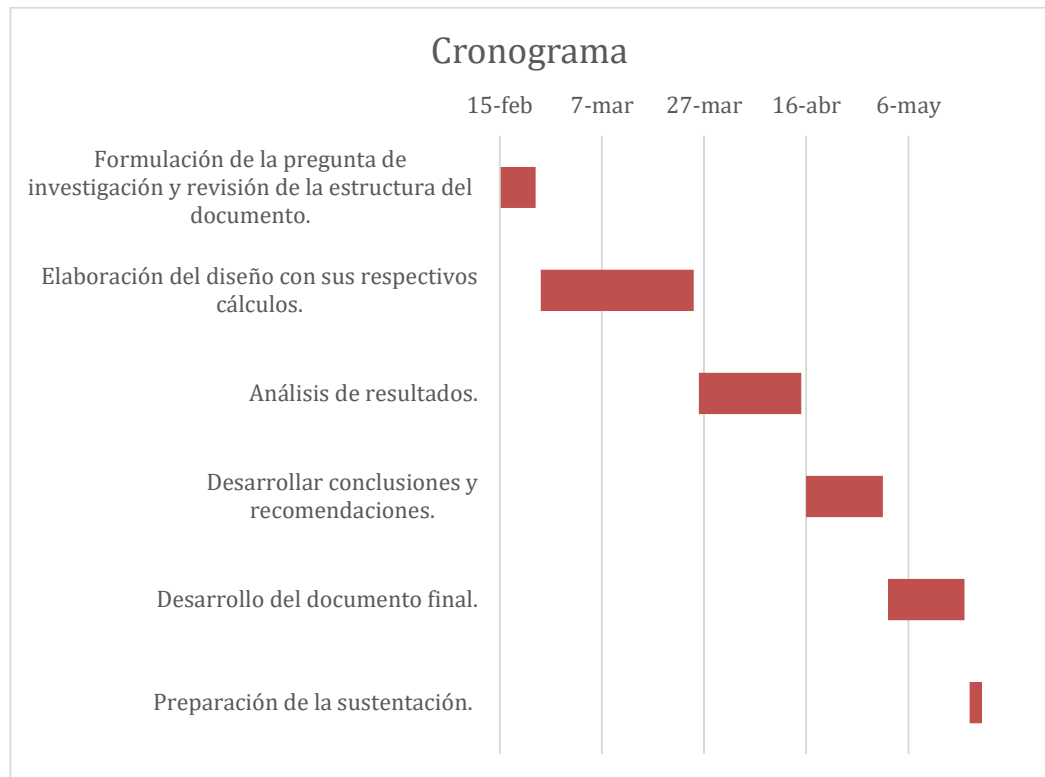 Cronograma
15-feb 7-mar 27-mar 16-abr 6-may
Formulación de la pregunta de
investigación y revisión de la estructura del
documento.
Elaboración del diseño con sus respectivos
cálculos.
Análisis de resultados.
Desarrollar conclusiones y
recomendaciones.
Desarrollo del documento final.
Preparación de la sustentación.